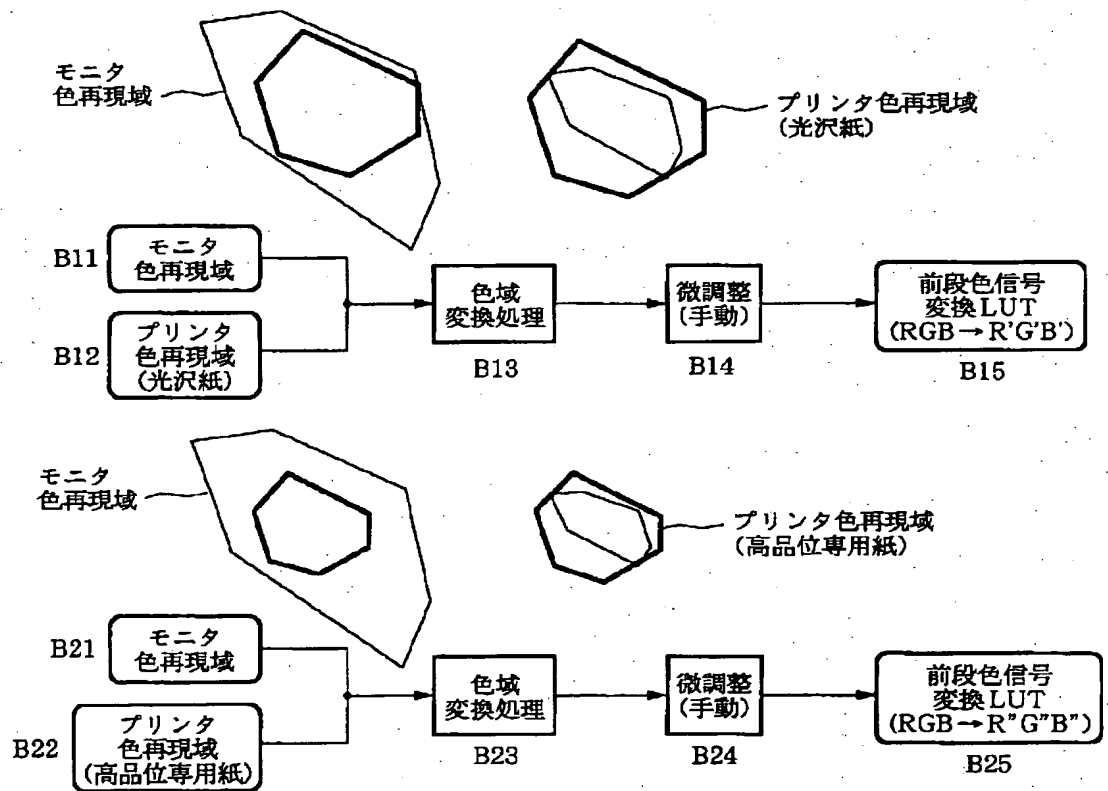 モニタ
色再現域
プリンタ色再現域
(光沢紙)
B11
モニタ
色再現域
B12
プリンタ
色再現域
(光沢紙)
色域
変換処理
B13
微調整
(手動)
B14
前段色信号
変換LUT
(RGB→R'G'B')
B15
モニタ
色再現域
プリンタ色再現域
(高品位専用紙)
B21
モニタ
色再現域
B22
プリンタ
色再現域
(高品位専用紙)
色域
変換処理
B23
微調整
(手動)
B24
前段色信号
変換LUT
(RGB→R"G"B")
B25